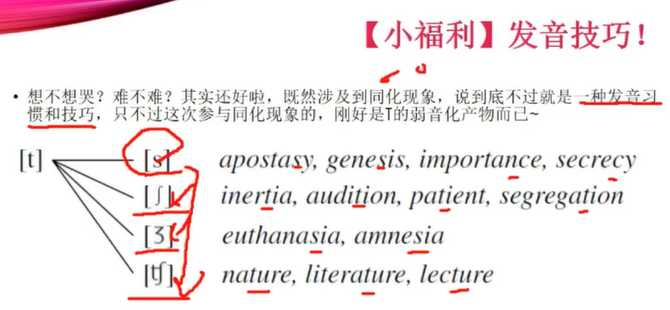 【小福利】发音技巧！
• 想不想哭？难不难？其实还好啦，既然涉及到同化现象，说到底不过就是一种发音习
惯和技巧，只不过这次参与同化现象的，刚好是T的弱音化产物而已~
[t] [s] apostasy, genesis, importance, secrecy
[ʃ] inertia, audition, patient, segregation
[ʒ] euthanasia, amnesia
[tʃ] nature, literature, lecture